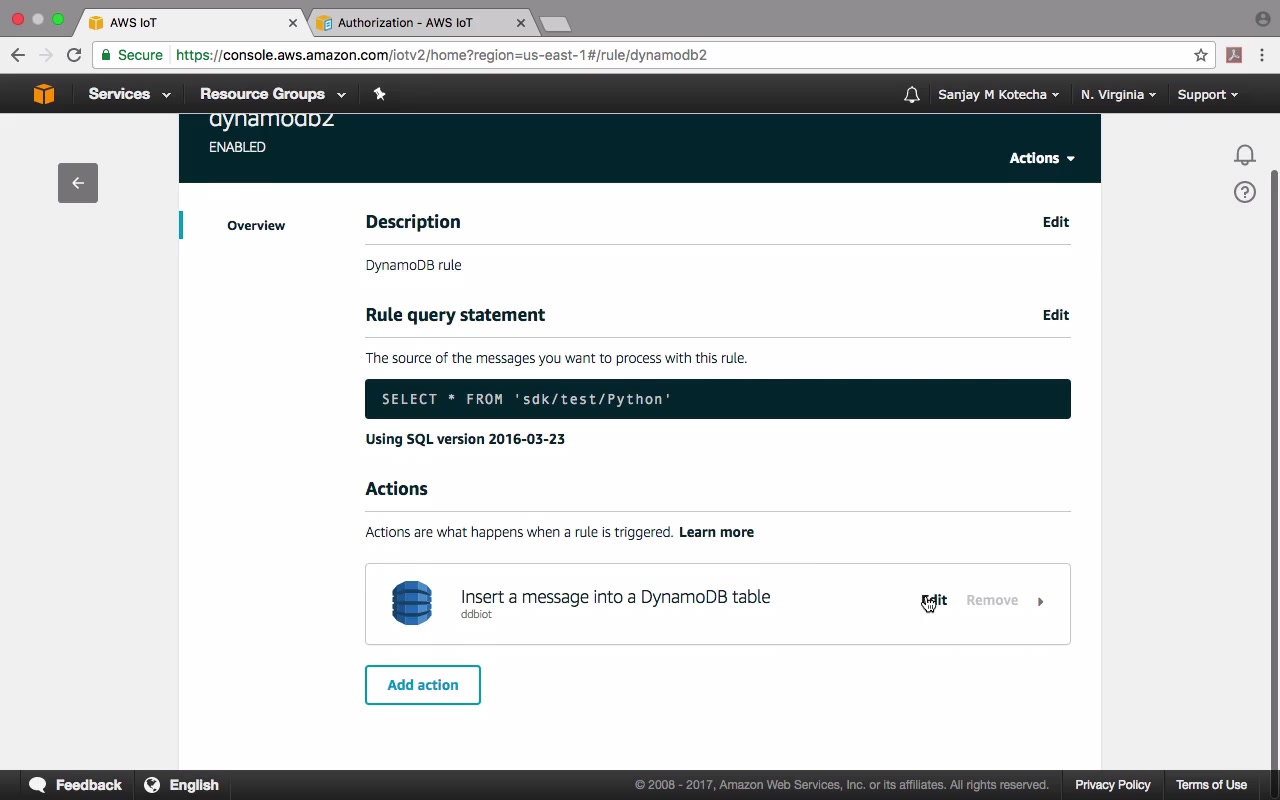 AWS IoT
Authorization - AWS IoT
Secure https://console.aws.amazon.com/iotv2/home?region=us-east-1#/rule/dynamodb2
Services Resource Groups Sanjay M Kotecha N. Virginia Support
dynamodb2
ENABLED
Actions
Overview
Description Edit
DynamoDB rule
Rule query statement Edit
The source of the messages you want to process with this rule.
SELECT * FROM 'sdk/test/Python'
Using SQL version 2016-03-23
Actions
Actions are what happens when a rule is triggered. Learn more
Insert a message into a DynamoDB table Edit Remove
ddbiot
Add action
Feedback English © 2008 - 2017, Amazon Web Services, Inc. or its affiliates. All rights reserved. Privacy Policy Terms of Use